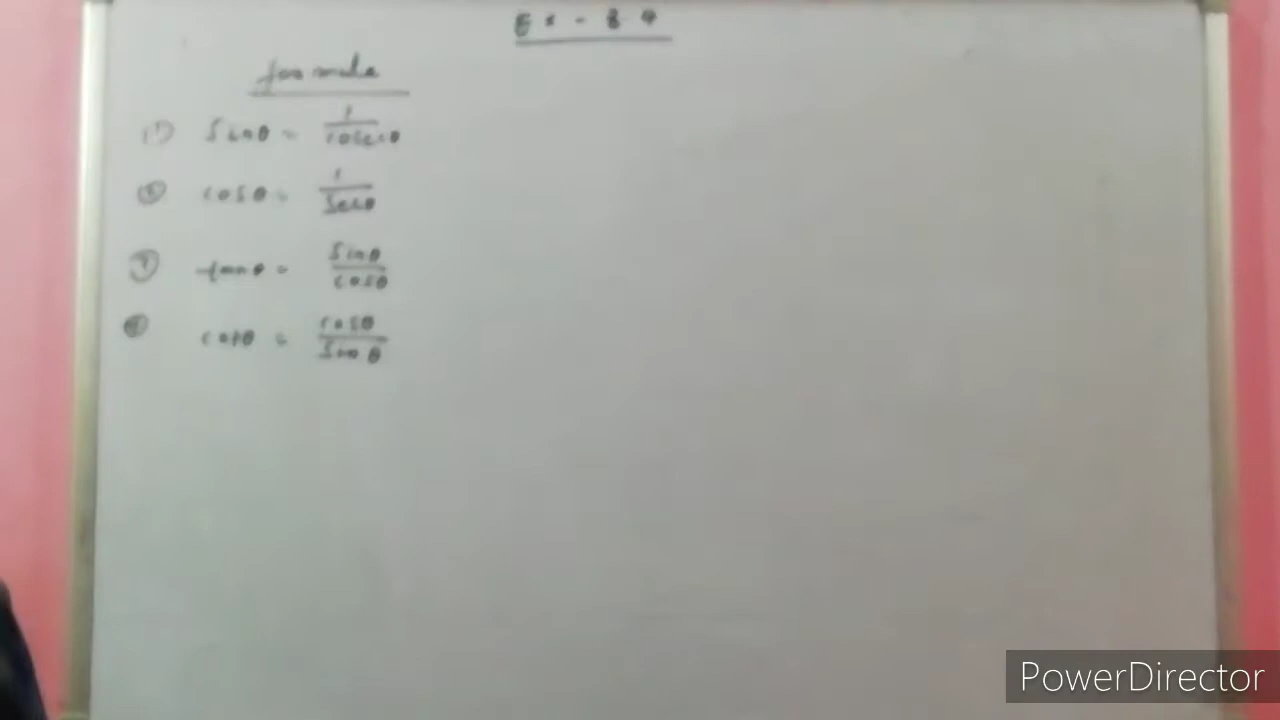 Ex - 8.4
formula
① Sinθ = 1/cosecθ
② cosθ = 1/Secθ
③ tanθ = Sinθ/cosθ
④ cotθ = cosθ/Sinθ
PowerDirector